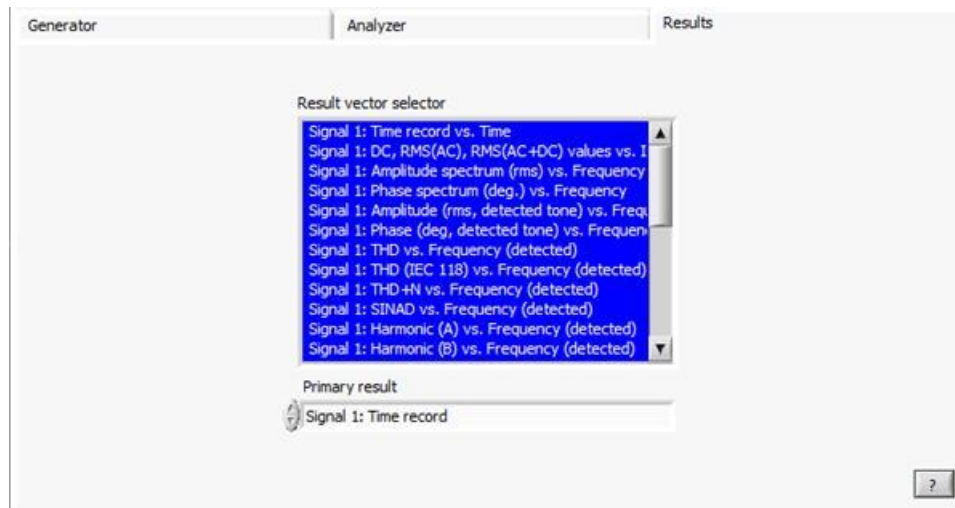 Generator
Analyzer
Results
Result vector selector
Signal 1: Time record vs. Time
Signal 1: DC, RMS(AC), RMS(AC+DC) values vs. I
Signal 1: Amplitude spectrum (rms) vs. Frequency
Signal 1: Phase spectrum (deg.) vs. Frequency
Signal 1: Amplitude (rms, detected tone) vs. Frequ
Signal 1: Phase (deg, detected tone) vs. Frequen
Signal 1: THD vs. Frequency (detected)
Signal 1: THD (IEC 118) vs. Frequency (detected)
Signal 1: THD+N vs. Frequency (detected)
Signal 1: SINAD vs. Frequency (detected)
Signal 1: Harmonic (A) vs. Frequency (detected)
Signal 1: Harmonic (B) vs. Frequency (detected)
Primary result
Signal 1: Time record
?